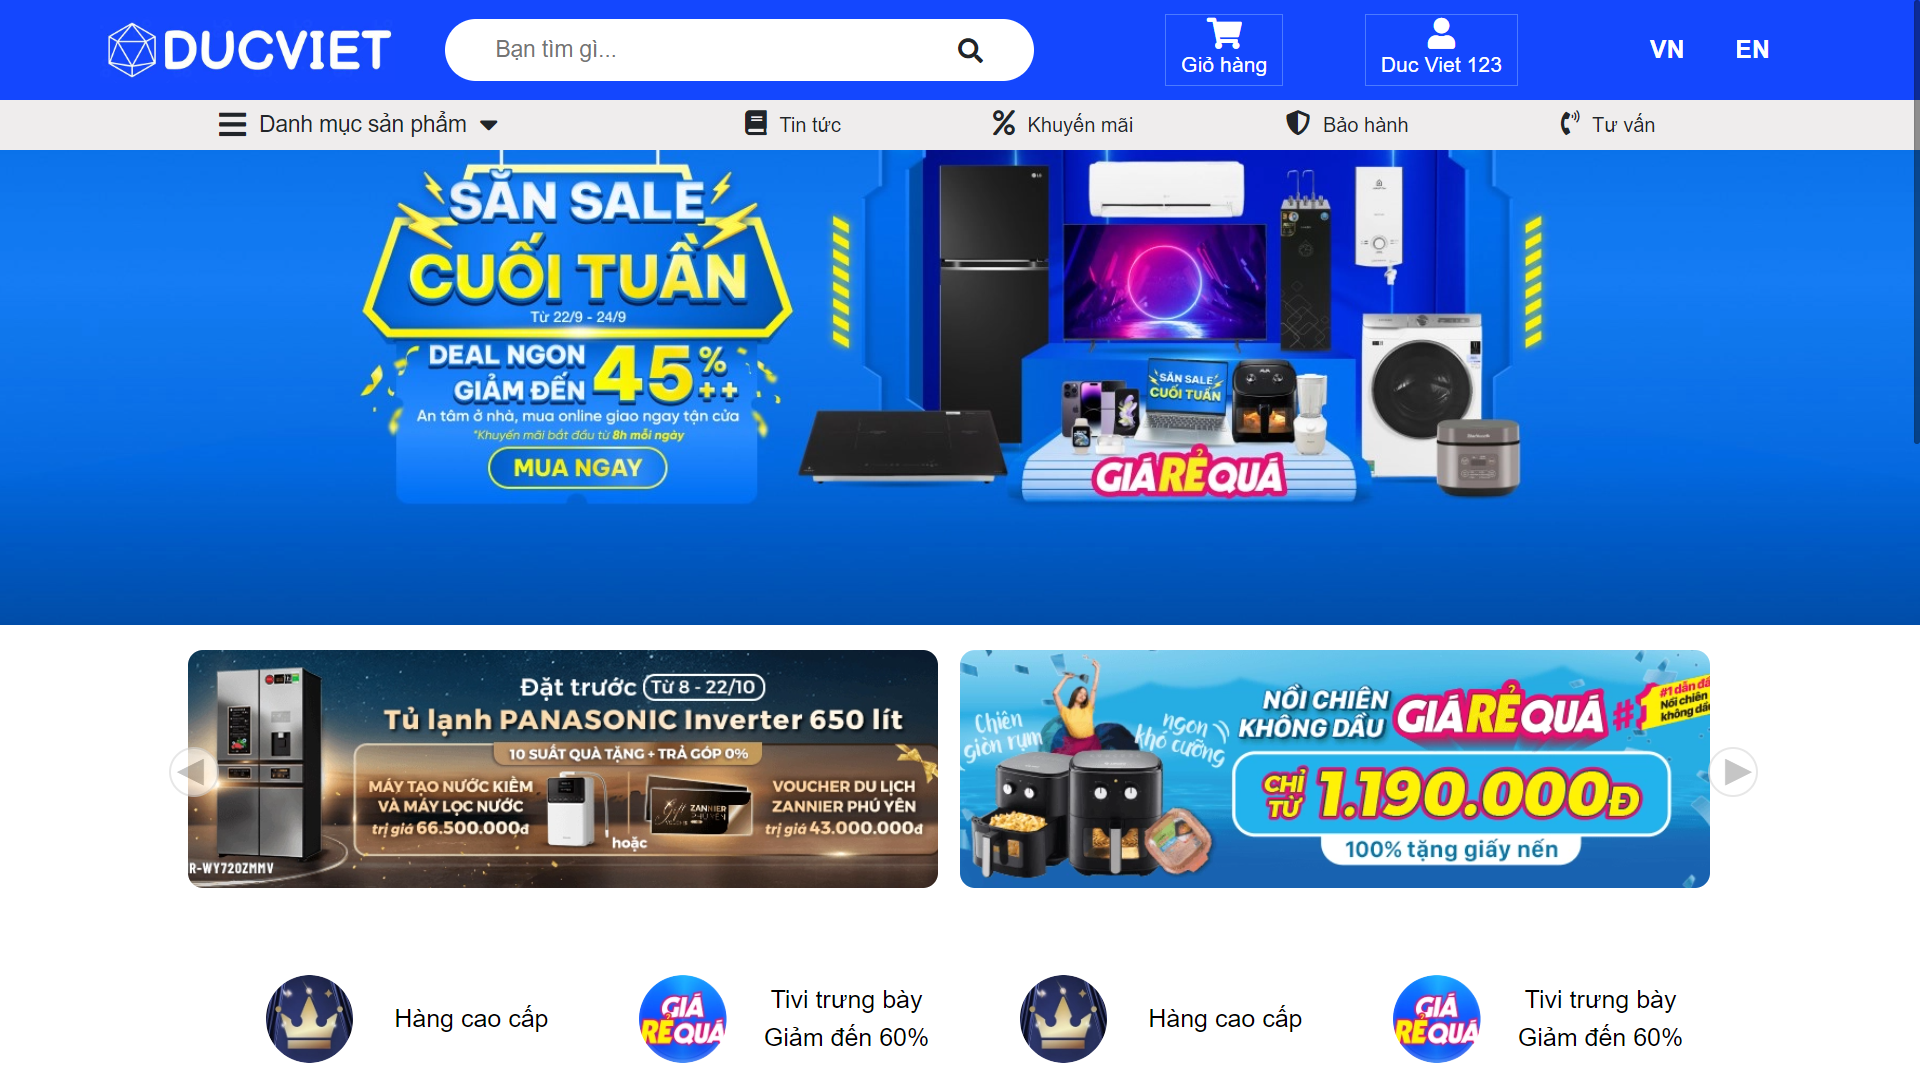 DUCVIET
Bạn tìm gì...
Giỏ hàng
Duc Viet 123
VN
EN
Danh mục sản phẩm
Tin tức
Khuyến mãi
Bảo hành
Tư vấn
SĂN SALE
CUỐI TUẦN
Từ 22/9 - 24/9
DEAL NGON
GIẢM ĐẾN
45%++
An tâm ở nhà, mua online giao ngay tận cửa
*Khuyến mãi bắt đầu từ 8h mỗi ngày
MUA NGAY
SĂN SALE
CUỐI TUẦN
GIÁ RẺ QUÁ
Đặt trước Từ 8 - 22/10
Tủ lạnh PANASONIC Inverter 650 lít
10 SUẤT QUÀ TẶNG + TRẢ GÓP 0%
MÁY TẠO NƯỚC KIỀM
VÀ MÁY LỌC NƯỚC
trị giá 66.500.000đ
hoặc
ZANNIER
VOUCHER DU LỊCH
ZANNIER PHÚ YÊN
trị giá 43.000.000đ
R-WY720ZMMV
Chiên
giòn rụm
ngon
khó cưỡng
NỒI CHIÊN
KHÔNG DẦU
GIÁ RẺ QUÁ
#1
#1 dẫn đầ
Nồi chiên
không dầu
CHỈ
TỪ
1.190.000Đ
100% tặng giấy nến
Hàng cao cấp
GIÁ
RẺ QUÁ
Tivi trưng bày
Giảm đến 60%
Hàng cao cấp
GIÁ
RẺ QUÁ
Tivi trưng bày
Giảm đến 60%